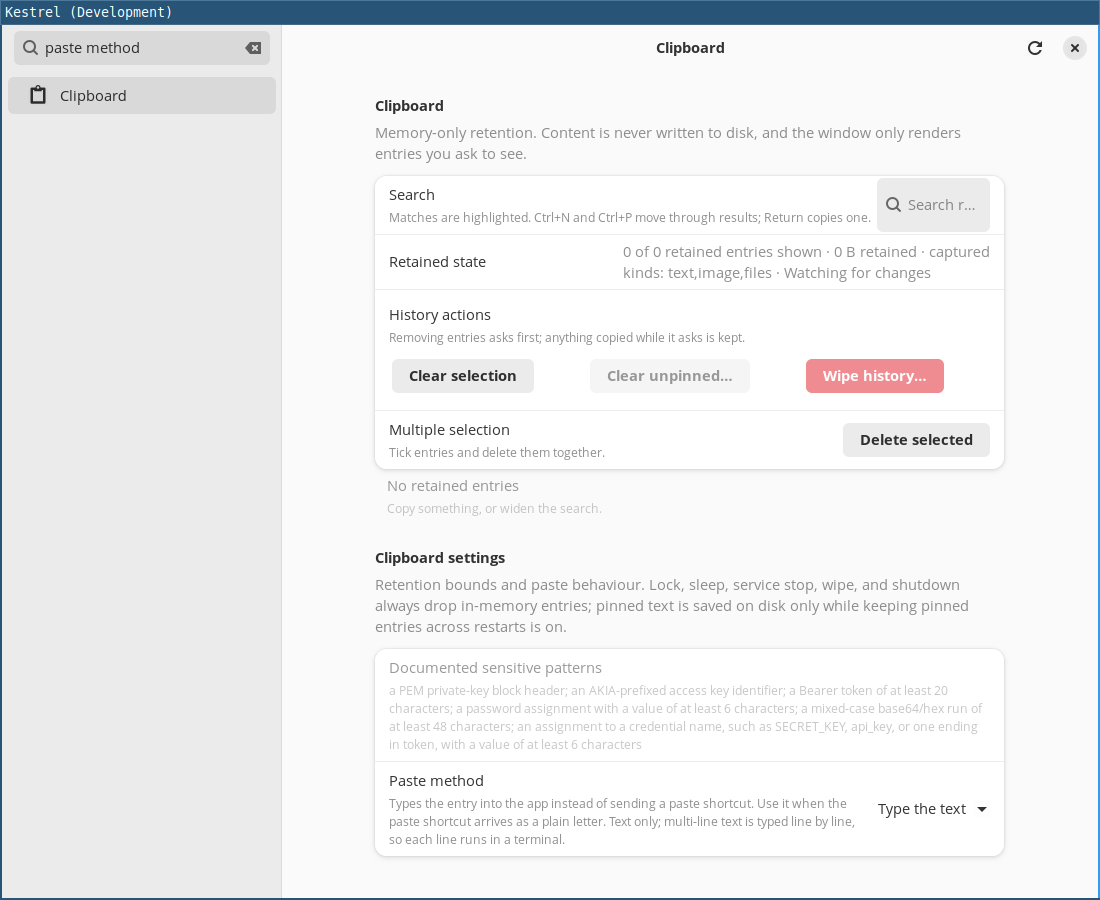 Kestrel (Development)
paste method
Clipboard
Clipboard
Clipboard
Memory-only retention. Content is never written to disk, and the window only renders
entries you ask to see.
Search
Matches are highlighted. Ctrl+N and Ctrl+P move through results; Return copies one.
Search r...
Retained state
0 of 0 retained entries shown · 0 B retained · captured
kinds: text,image,files · Watching for changes
History actions
Removing entries asks first; anything copied while it asks is kept.
Clear selection
Clear unpinned...
Wipe history...
Multiple selection
Tick entries and delete them together.
Delete selected
No retained entries
Copy something, or widen the search.
Clipboard settings
Retention bounds and paste behaviour. Lock, sleep, service stop, wipe, and shutdown
always drop in-memory entries; pinned text is saved on disk only while keeping pinned
entries across restarts is on.
Documented sensitive patterns
a PEM private-key block header; an AKIA-prefixed access key identifier; a Bearer token of at least 20
characters; a password assignment with a value of at least 6 characters; a mixed-case base64/hex run of
at least 48 characters; an assignment to a credential name, such as SECRET_KEY, api_key, or one ending
in token, with a value of at least 6 characters
Paste method
Types the entry into the app instead of sending a paste shortcut. Use it when the
paste shortcut arrives as a plain letter. Text only; multi-line text is typed line by line,
so each line runs in a terminal.
Type the text